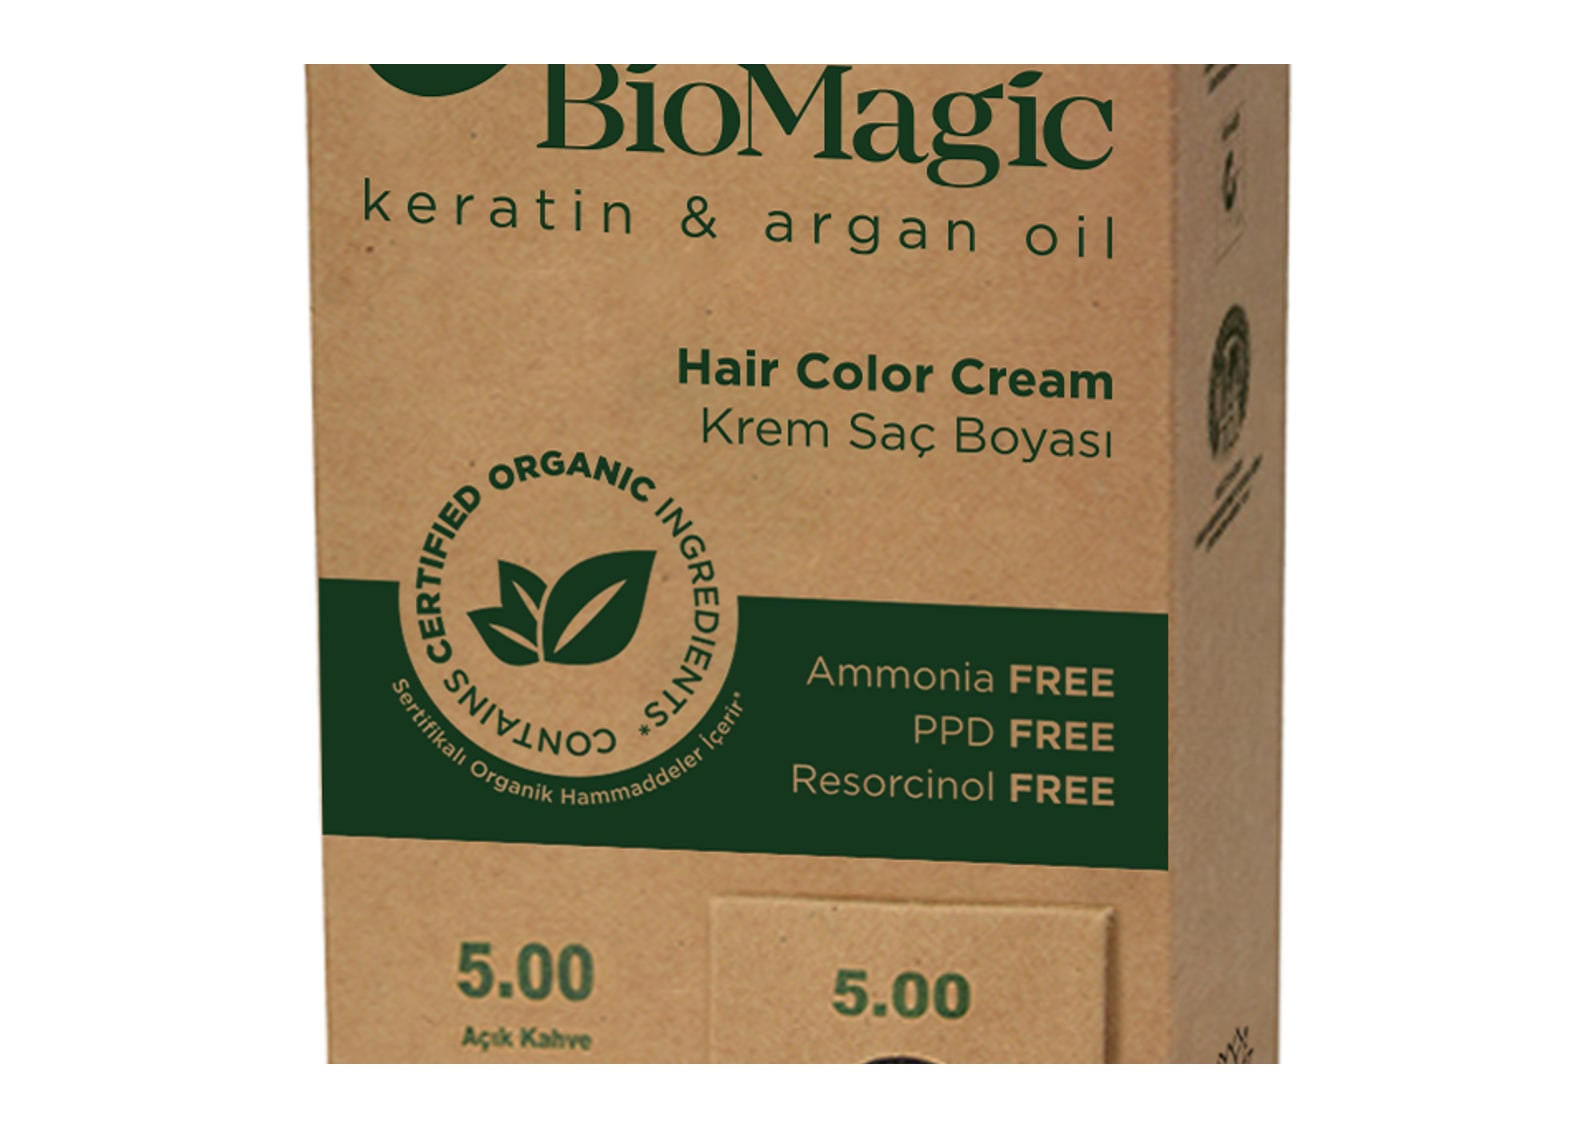 BioMagic
keratin & argan oil
Hair Color Cream
Krem Saç Boyası
CONTAINS CERTIFIED ORGANIC INGREDIENTS*
Sertifikalı Organik Hammaddeler İçerir*
Ammonia FREE
PPD FREE
Resorcinol FREE
5.00
Açık Kahve
5.00